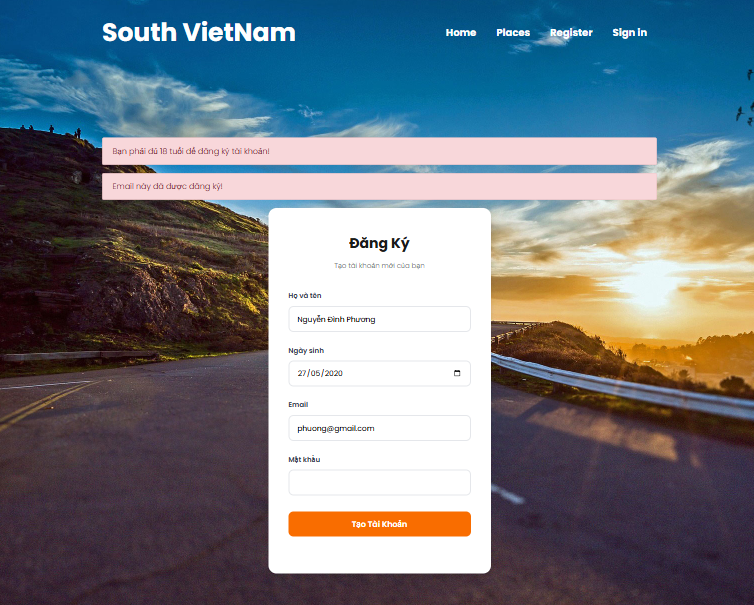 South VietNam
Home Places Register Sign in
Bạn phải đủ 18 tuổi để đăng ký tài khoản!
Email này đã được đăng ký!
Đăng Ký
Tạo tài khoản mới của bạn
Họ và tên
Nguyễn Đình Phương
Ngày sinh
27/05/2020
Email
phuong@gmail.com
Mật khẩu
Tạo Tài Khoản